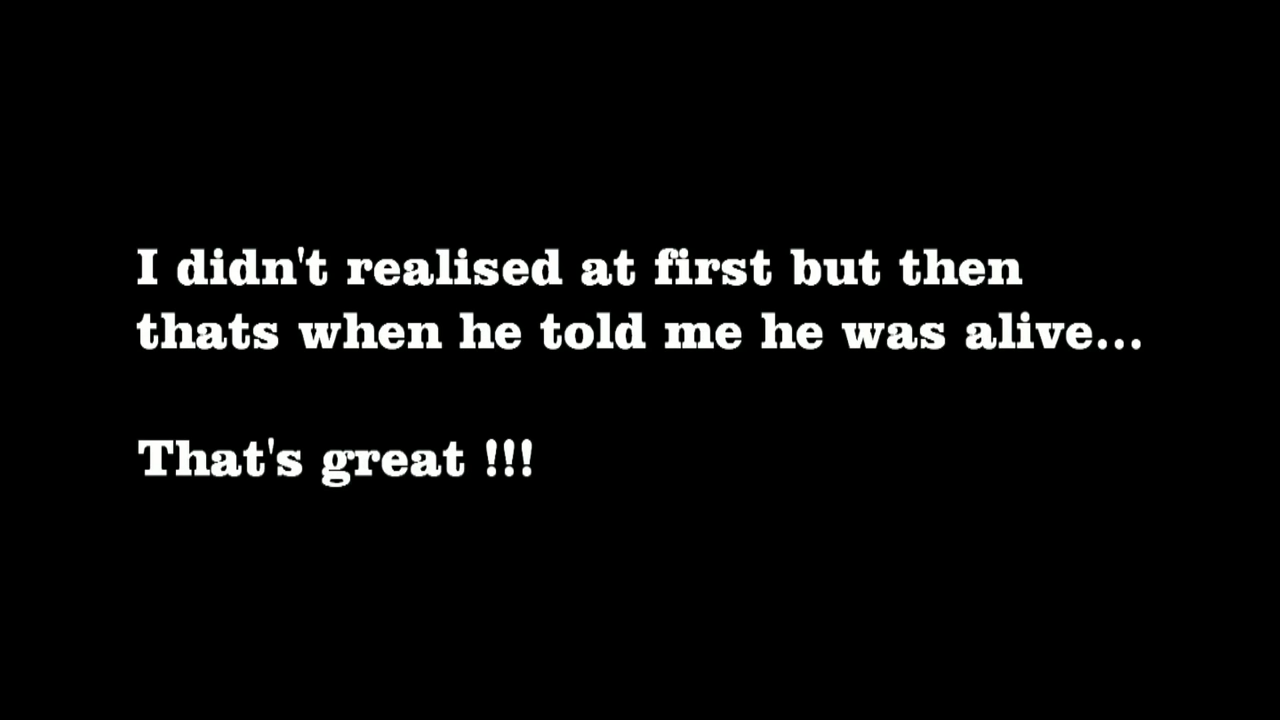 I didn't realised at first but then
thats when he told me he was alive...
That's great !!!